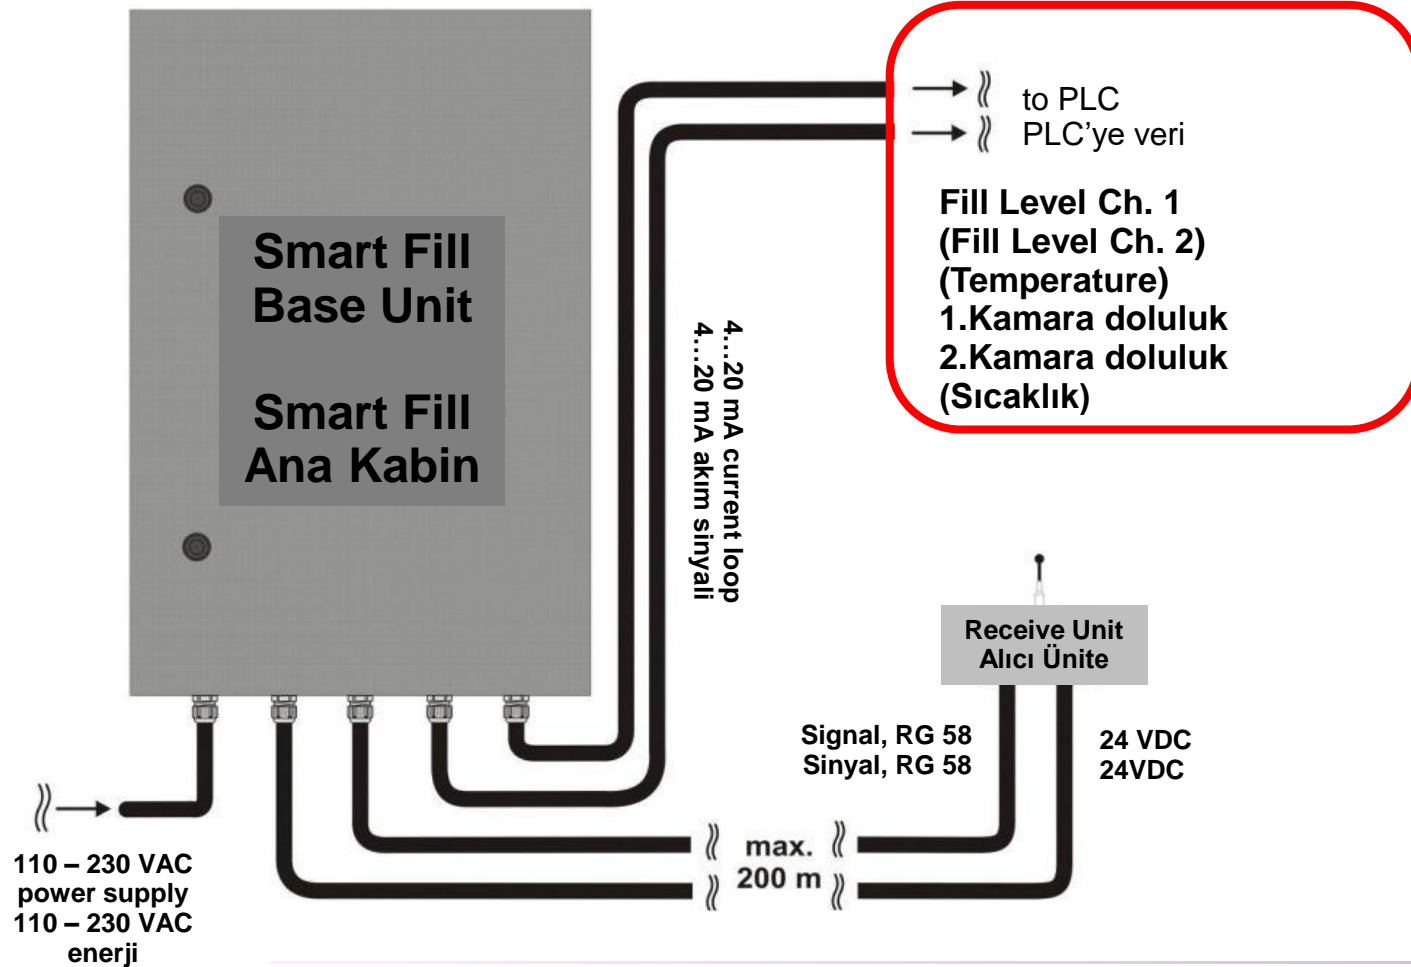 to PLC
PLC'ye veri
Fill Level Ch. 1
(Fill Level Ch. 2)
(Temperature)
1.Kamara doluluk
2.Kamara doluluk
(Sıcaklık)
Smart Fill
Base Unit
Smart Fill
Ana Kabin
4…20 mA current loop
4…20 mA akım sinyali
Receive Unit
Alıcı Ünite
Signal, RG 58
Sinyal, RG 58
24 VDC
24VDC
max.
200 m
110 – 230 VAC
power supply
110 – 230 VAC
enerji